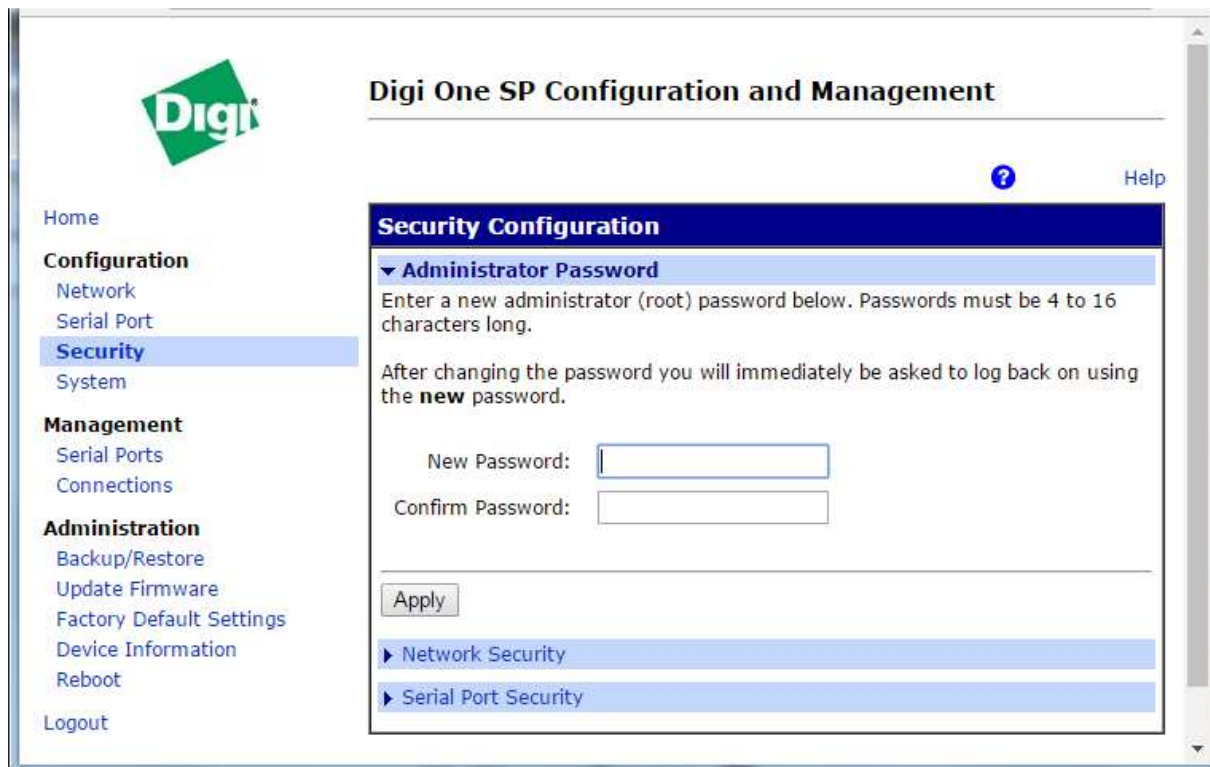 Digi
Digi One SP Configuration and Management
? Help
Home
Configuration
Network
Serial Port
Security
System
Management
Serial Ports
Connections
Administration
Backup/Restore
Update Firmware
Factory Default Settings
Device Information
Reboot
Logout
Security Configuration
Administrator Password
Enter a new administrator (root) password below. Passwords must be 4 to 16
characters long.
After changing the password you will immediately be asked to log back on using
the new password.
New Password:
Confirm Password:
Apply
Network Security
Serial Port Security